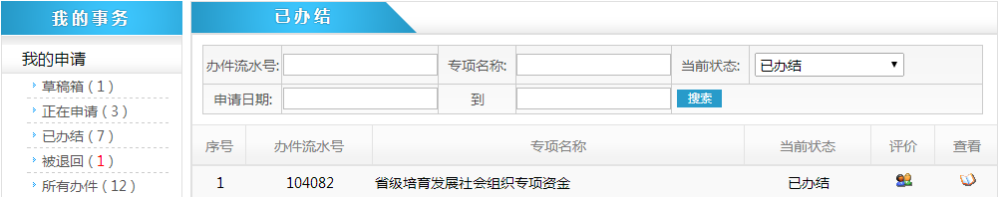 我的事务
我的申请
草稿箱（1）
正在申请（3）
已办结（7）
被退回（1）
所有办件（12）
已办结
办件流水号: 专项名称: 当前状态: 已办结
申请日期: 到 搜索
序号 办件流水号 专项名称 当前状态 评价 查看
1 104082 省级培育发展社会组织专项资金 已办结